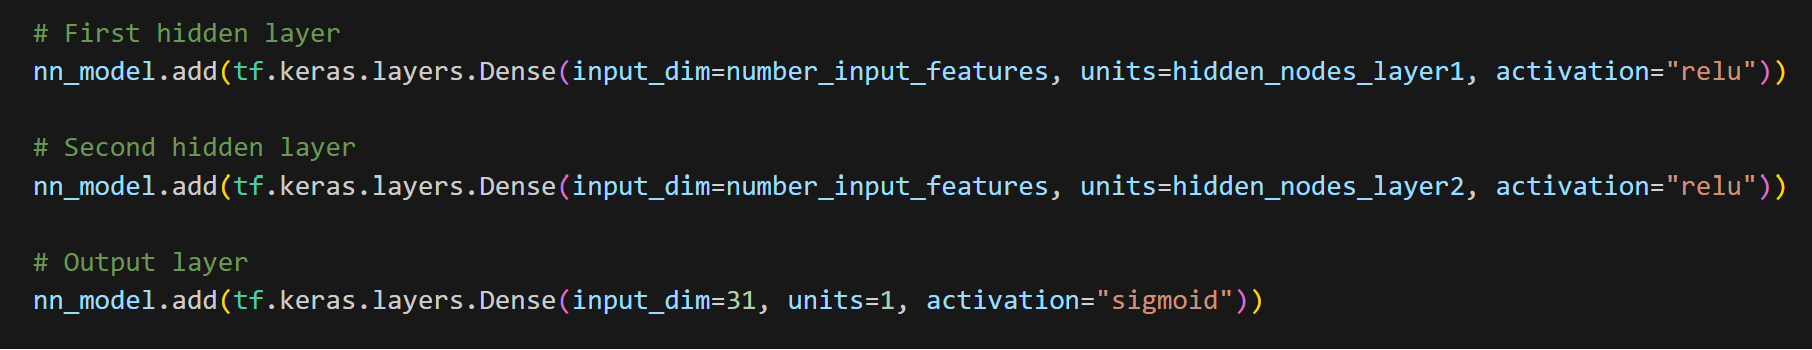 # First hidden layer
nn_model.add(tf.keras.layers.Dense(input_dim=number_input_features, units=hidden_nodes_layer1, activation="relu"))
# Second hidden layer
nn_model.add(tf.keras.layers.Dense(input_dim=number_input_features, units=hidden_nodes_layer2, activation="relu"))
# Output layer
nn_model.add(tf.keras.layers.Dense(input_dim=31, units=1, activation="sigmoid"))